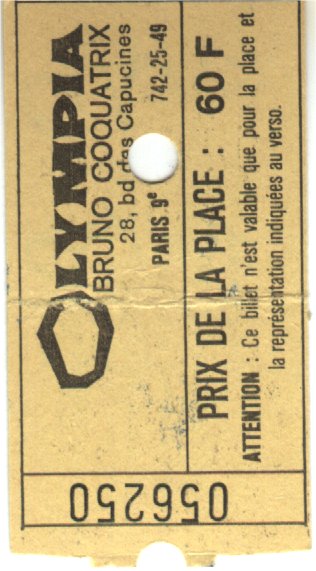 OLYMPIA
BRUNO COQUATRIX
28, bd des Capucines
PARIS 9e 742-25-49
PRIX DE LA PLACE : 60 F
ATTENTION : Ce billet n'est valable que pour la place et
la représentation indiquées au verso.
056250